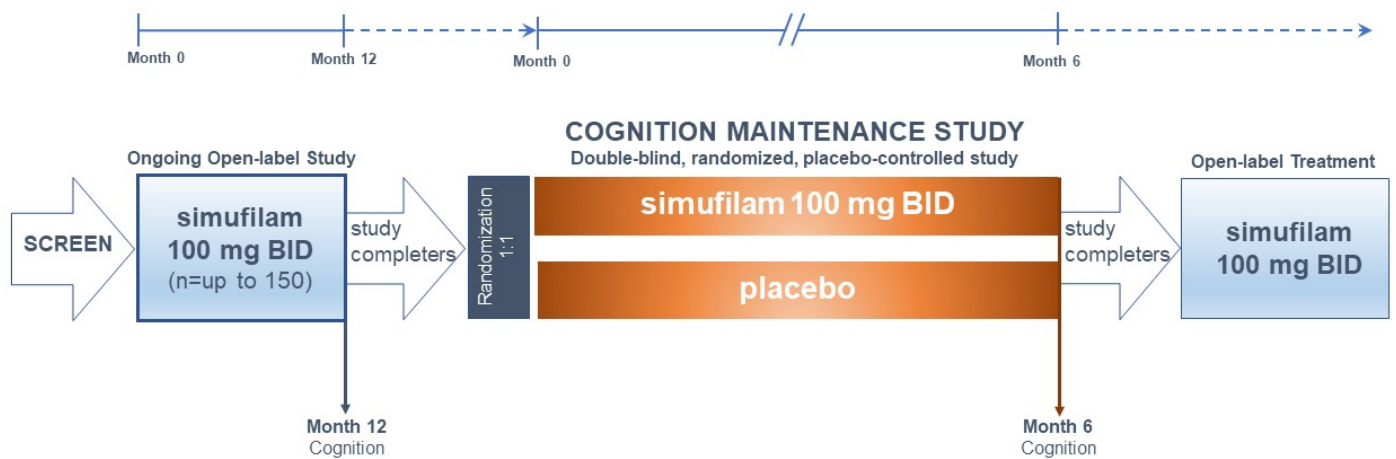 Month 0
Month 12
Month 0
Month 6
COGNITION MAINTENANCE STUDY
Double-blind, randomized, placebo-controlled study
Ongoing Open-label Study
Open-label Treatment
SCREEN
simufilam
100 mg BID
(n=up to 150)
study
completers
Randomization
1:1
simufilam 100 mg BID
placebo
study
completers
simufilam
100 mg BID
Month 12
Cognition
Month 6
Cognition